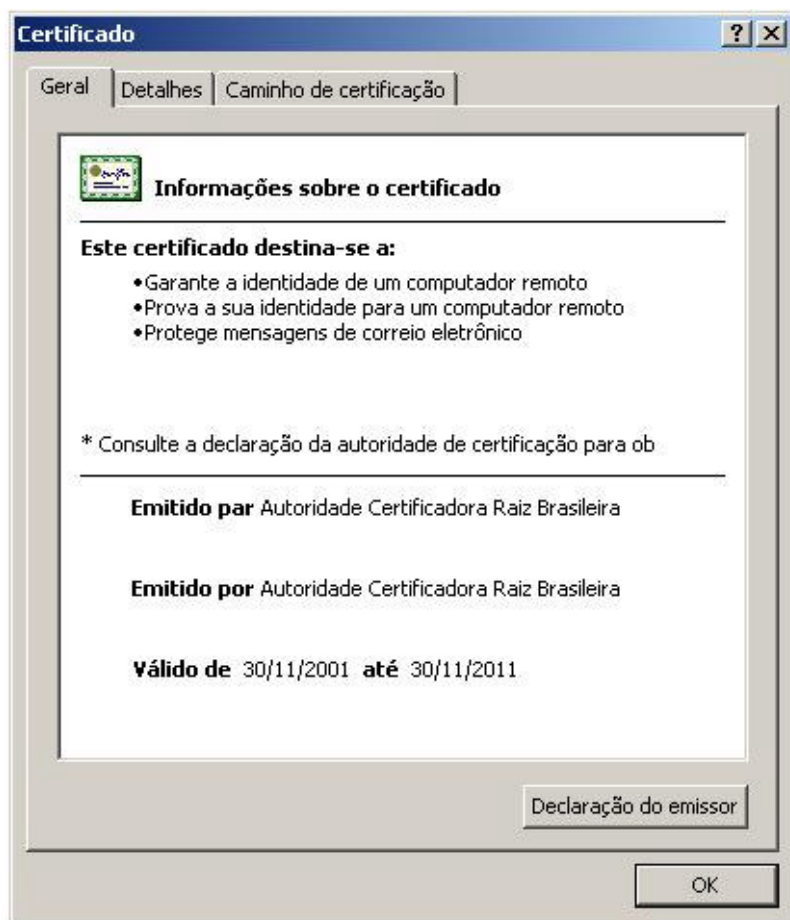 Certificado
Geral Detalhes Caminho de certificação
Informações sobre o certificado
Este certificado destina-se a:
•Garante a identidade de um computador remoto
•Prova a sua identidade para um computador remoto
•Protege mensagens de correio eletrônico
* Consulte a declaração da autoridade de certificação para ob
Emitido par Autoridade Certificadora Raiz Brasileira
Emitido por Autoridade Certificadora Raiz Brasileira
Válido de 30/11/2001 até 30/11/2011
Declaração do emissor
OK